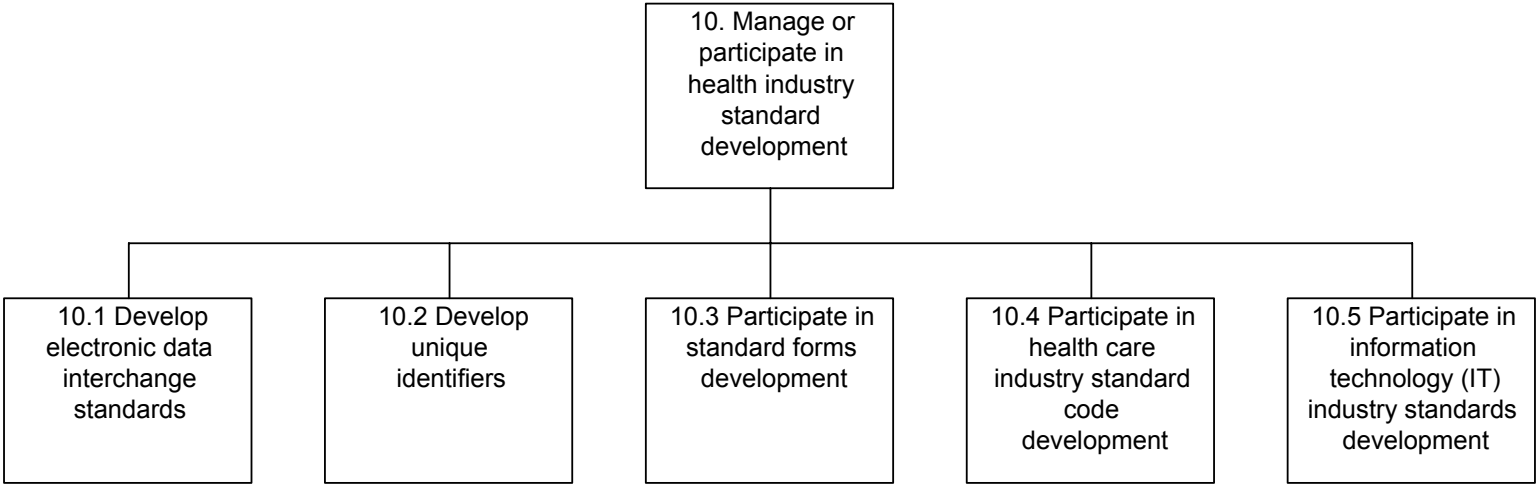 10. Manage or
participate in
health industry
standard
development
10.1 Develop
electronic data
interchange
standards
10.2 Develop
unique
identifiers
10.3 Participate in
standard forms
development
10.4 Participate in
health care
industry standard
code
development
10.5 Participate in
information
technology (IT)
industry standards
development